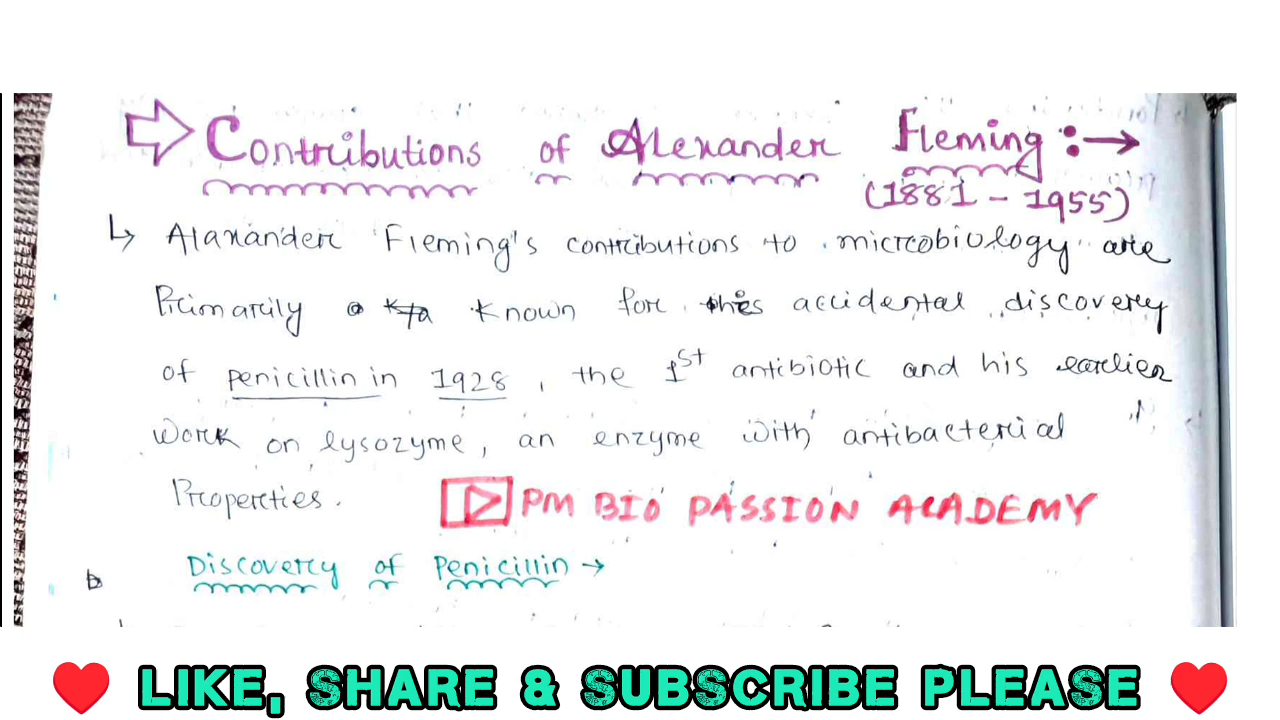 Contributions of Alexander Fleming :→
(1881 - 1955)
↳ Alaxander Fleming's contributions to microbiology are
Primarily known for his accidental discovery
of penicillin in 1928, the 1st antibiotic and his earlier
work on lysozyme, an enzyme with antibacterial
Properties.
PM BIO PASSION ACADEMY
Discovery of Penicillin →
LIKE, SHARE & SUBSCRIBE PLEASE